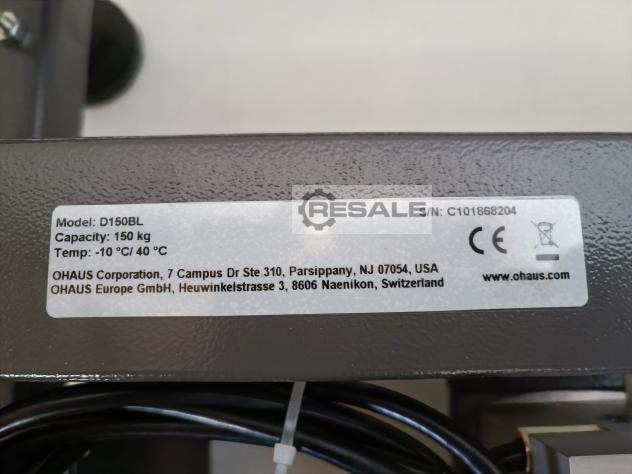 RESALE
Model: D150BL
S/N: C101868204
Capacity: 150 kg
Temp: -10 °C/ 40 °C
CE
OHAUS Corporation, 7 Campus Dr Ste 310, Parsippany, NJ 07054, USA
www.ohaus.com
OHAUS Europe GmbH, Heuwinkelstrasse 3, 8606 Naenikon, Switzerland